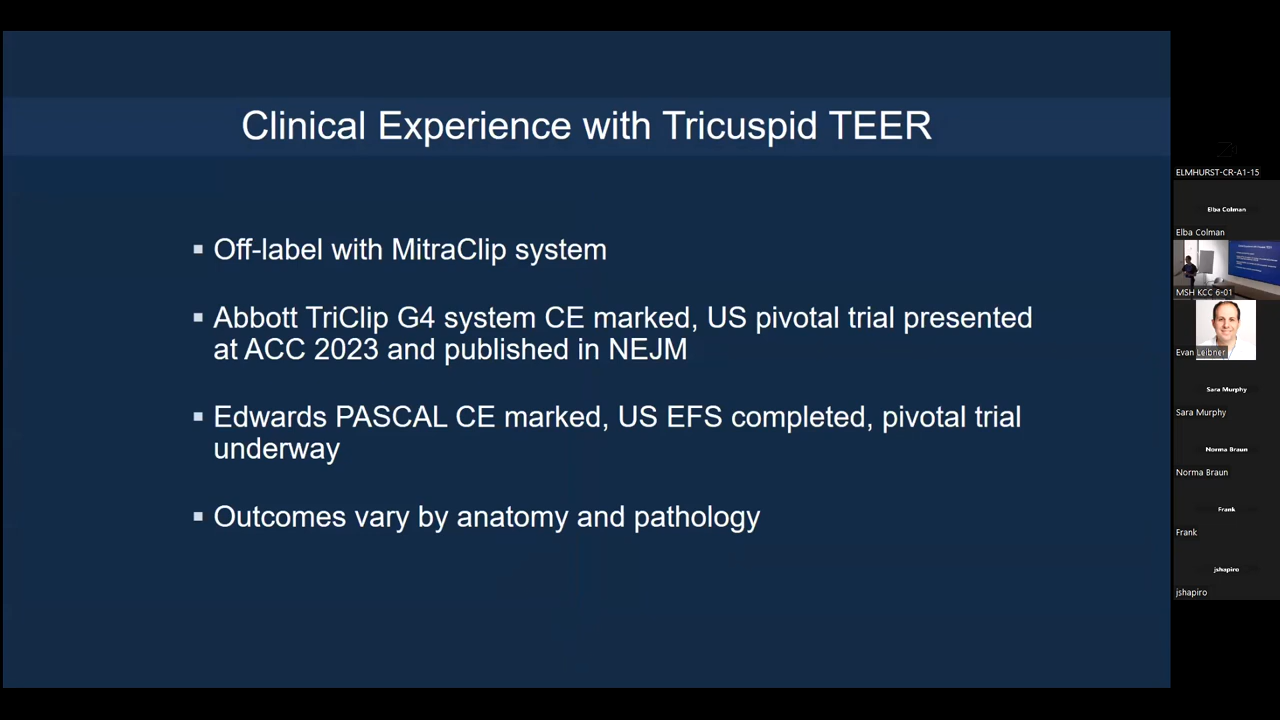 Clinical Experience with Tricuspid TEER
▪ Off-label with MitraClip system
▪ Abbott TriClip G4 system CE marked, US pivotal trial presented
at ACC 2023 and published in NEJM
▪ Edwards PASCAL CE marked, US EFS completed, pivotal trial
underway
▪ Outcomes vary by anatomy and pathology
ELMHURST-CR-A1-15
Elba Colman
Elba Colman
MSH KCC 6-01
Evan Leibner
Sara Murphy
Sara Murphy
Norma Braun
Norma Braun
Frank
Frank
jshapiro
jshapiro